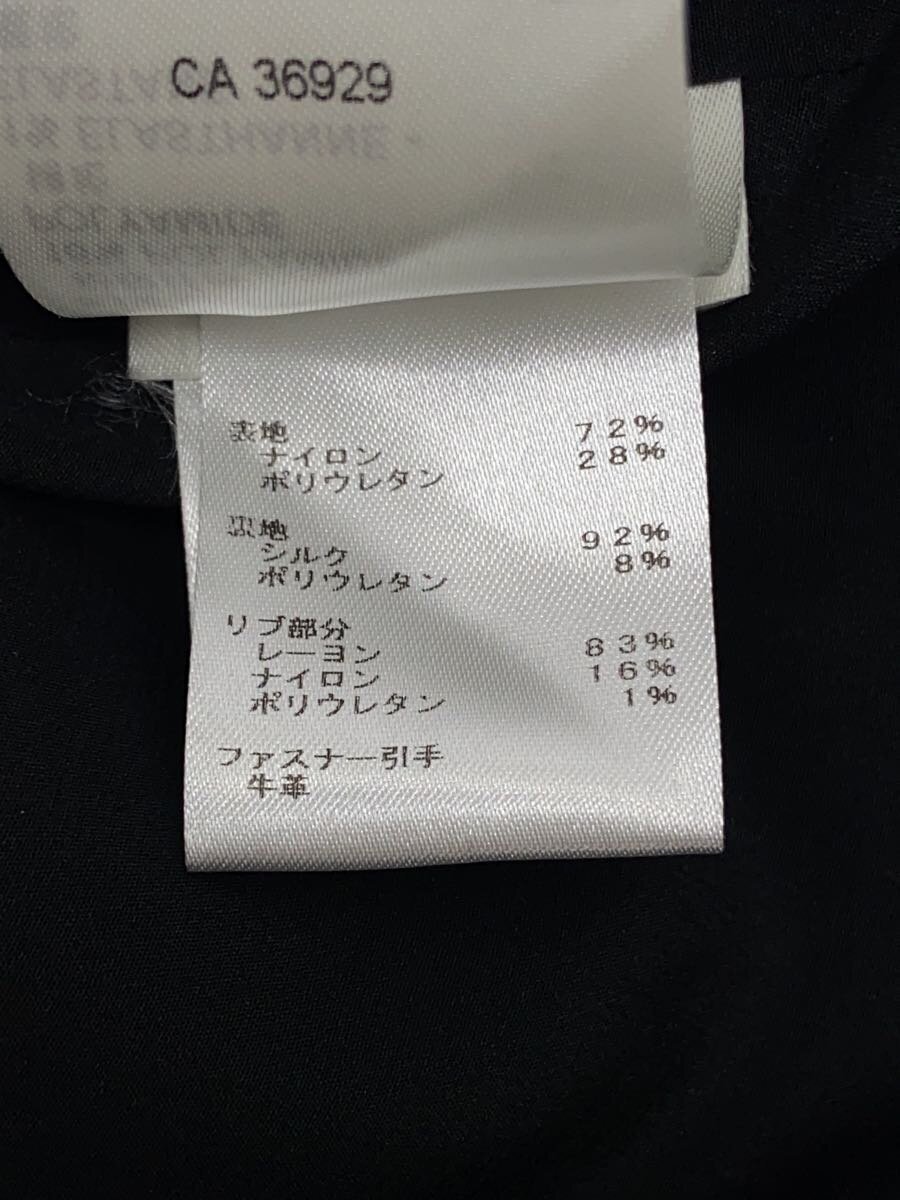 CA 36929
表地
ナイロン 72%
ポリウレタン 28%
裏地
シルク 92%
ポリウレタン 8%
リブ部分
レーヨン 83%
ナイロン 16%
ポリウレタン 1%
ファスナー引手
牛革